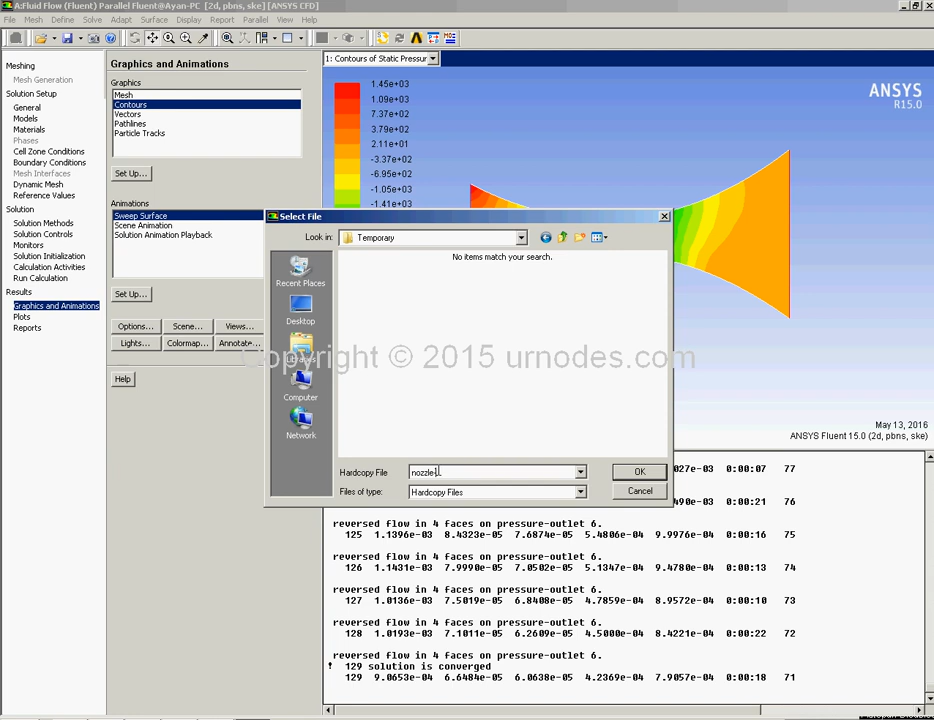 A:Fluid Flow (Fluent) Parallel Fluent@Ayan-PC [2d, pbns, ske] [ANSYS CFD]
File Mesh Define Solve Adapt Surface Display Report Parallel View Help
Meshing
Mesh Generation
Solution Setup
General
Models
Materials
Phases
Cell Zone Conditions
Boundary Conditions
Mesh Interfaces
Dynamic Mesh
Reference Values
Solution
Solution Methods
Solution Controls
Monitors
Solution Initialization
Calculation Activities
Run Calculation
Results
Graphics and Animations
Plots
Reports
Graphics and Animations
Graphics
Mesh
Contours
Vectors
Pathlines
Particle Tracks
Set Up...
Animations
Sweep Surface
Scene Animation
Solution Animation Playback
Set Up...
Options... Scene... Views...
Lights... Colormap... Annotate...
Help
1: Contours of Static Pressur
1.45e+03
1.09e+03
7.37e+02
3.79e+02
2.11e+01
-3.37e+02
-6.95e+02
-1.05e+03
-1.41e+03
ANSYS
R15.0
Select File
Look in: Temporary
No items match your search.
Recent Places
Desktop
Libraries
Computer
Network
Hardcopy File nozzle-
OK
Files of type: Hardcopy Files
Cancel
Copyright © 2015 urnodes.com
May 13, 2016
ANSYS Fluent 15.0 (2d, pbns, ske)
027e-03 0:00:07 77
490e-03 0:00:21 76
reversed flow in 4 faces on pressure-outlet 6.
125 1.1396e-03 8.4323e-05 7.6874e-05 5.4806e-04 9.9976e-04 0:00:16 75
reversed flow in 4 faces on pressure-outlet 6.
126 1.1431e-03 7.9990e-05 7.0502e-05 5.1347e-04 9.4780e-04 0:00:13 74
reversed flow in 4 faces on pressure-outlet 6.
127 1.0136e-03 7.5019e-05 6.8408e-05 4.7859e-04 8.9572e-04 0:00:10 73
reversed flow in 4 faces on pressure-outlet 6.
128 1.0193e-03 7.1011e-05 6.2609e-05 4.5000e-04 8.4221e-04 0:00:22 72
reversed flow in 4 faces on pressure-outlet 6.
! 129 solution is converged
129 9.0653e-04 6.6484e-05 6.0638e-05 4.2369e-04 7.9057e-04 0:00:18 71